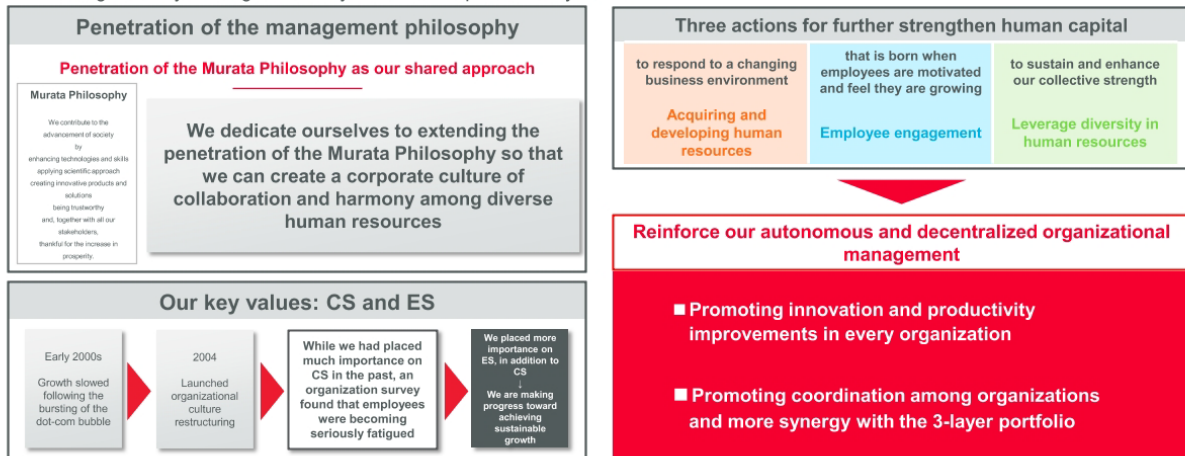 Penetration of the management philosophy
Penetration of the Murata Philosophy as our shared approach
Murata Philosophy
We contribute to the
advancement of society
by
enhancing technologies and skills
applying scientific approach
creating innovative products and
solutions
being trustworthy
and, together with all our
stakeholders,
thankful for the increase in
prosperity.
We dedicate ourselves to extending the
penetration of the Murata Philosophy so that
we can create a corporate culture of
collaboration and harmony among diverse
human resources
Our key values: CS and ES
Early 2000s
Growth slowed
following the
bursting of the
dot-com bubble
2004
Launched
organizational
culture
restructuring
While we had placed
much importance on
CS in the past, an
organization survey
found that employees
were becoming
seriously fatigued
We placed more
importance on
ES, in addition to
CS
↓
We are making
progress toward
achieving
sustainable
growth
Three actions for further strengthen human capital
to respond to a changing
business environment
Acquiring and
developing human
resources
that is born when
employees are motivated
and feel they are growing
Employee engagement
to sustain and enhance
our collective strength
Leverage diversity in
human resources
Reinforce our autonomous and decentralized organizational
management
■ Promoting innovation and productivity
improvements in every organization
■ Promoting coordination among organizations
and more synergy with the 3-layer portfolio